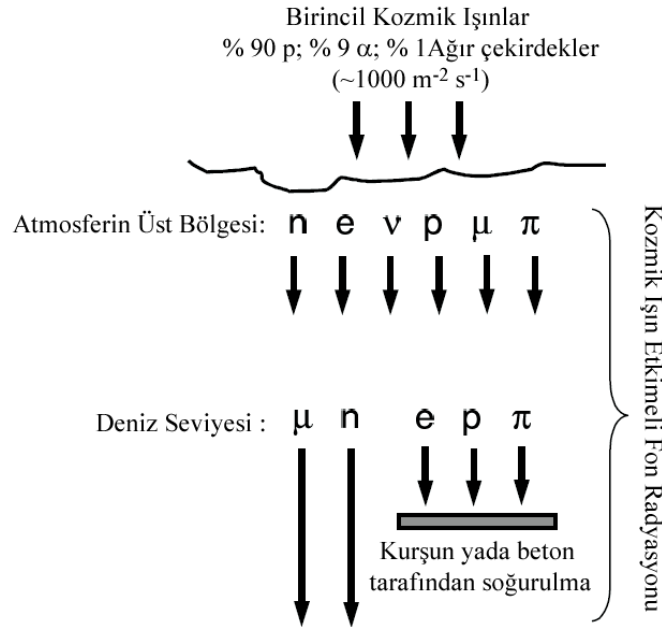 Birincil Kozmik Işınlar
% 90 p; % 9 α; % 1Ağır çekirdekler
(~1000 m⁻² s⁻¹)
Atmosferin Üst Bölgesi: n e ν p μ π
Deniz Seviyesi : μ n e p π
Kurşun yada beton
tarafından soğurulma
Kozmik Işın Etkimeli Fon Radyasyonu